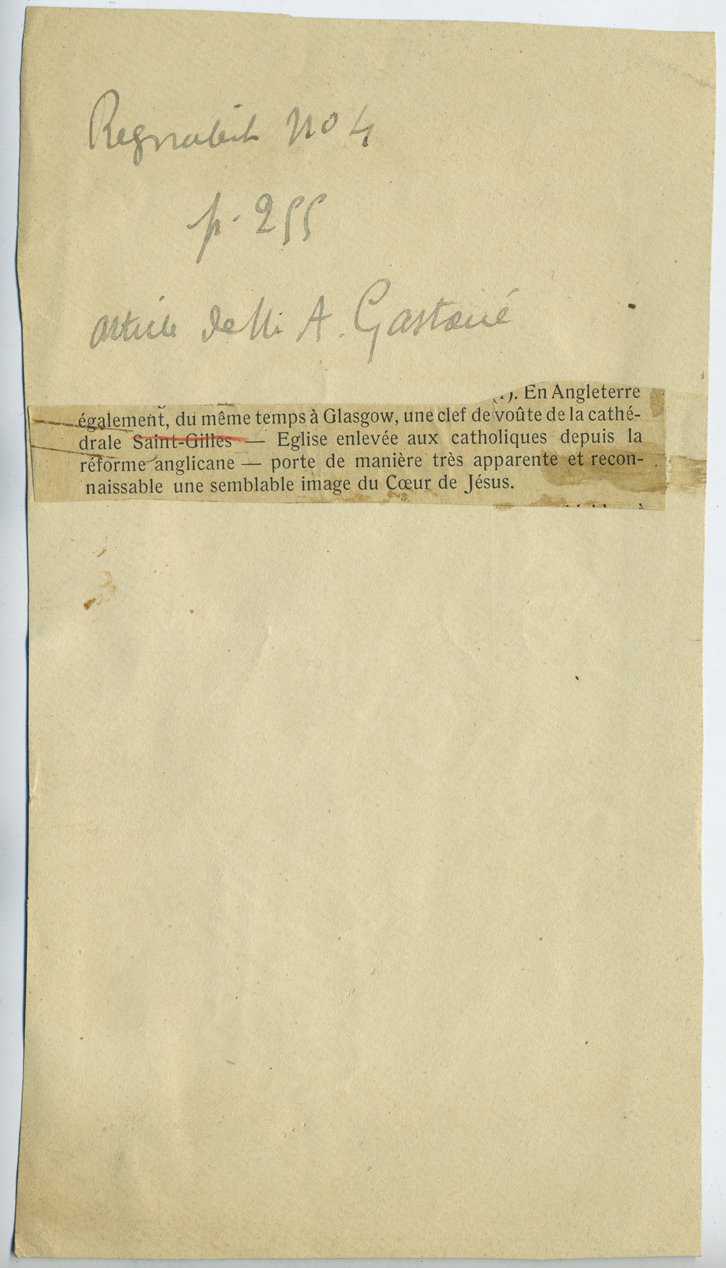 Regnabit no 4
p. 255
article de M. A. Gastoué
. En Angleterre
également, du même temps à Glasgow, une clef de voûte de la cathé-
drale Saint-Gilles — Eglise enlevée aux catholiques depuis la
réforme anglicane — porte de manière très apparente et recon-
naissable une semblable image du Cœur de Jésus.